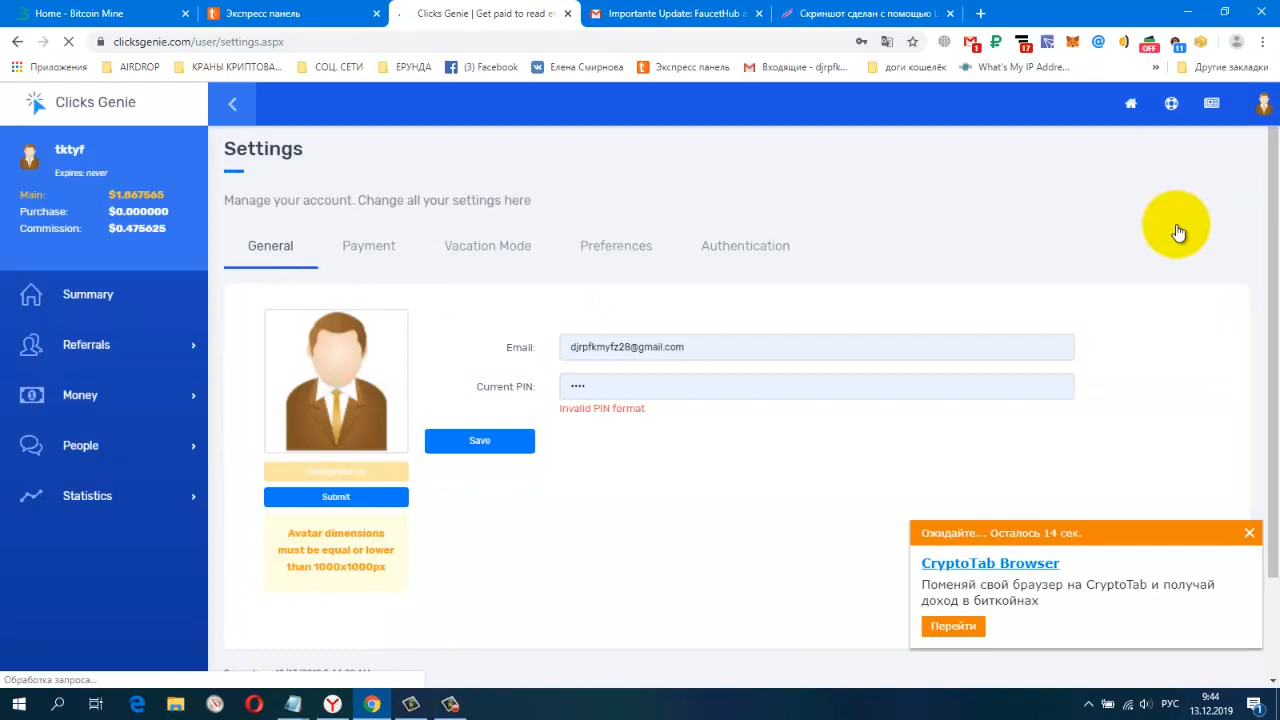 Home - Bitcoin Mine
Экспресс панель
Clicks Genie | Get paid to read e
Importante Update: FaucetHub a
Скриншот сделан с помощью L
clicksgenie.com/user/settings.aspx
1
17
OFF
11
Приложения
AIRDROP
КРАНЫ КРИПТОВА...
СОЦ. СЕТИ
ЕРУНДА
(3) Facebook
Елена Смирнова
Экспресс панель
Входящие - djrpfk...
доги кошелёк
What's My IP Addre...
»
Другие закладки
Clicks Genie
tktyf
Expires: never
Main: $1.867565
Purchase: $0.000000
Commission: $0.475625
Summary
Referrals
Money
People
Statistics
Settings
Manage your account. Change all your settings here
General
Payment
Vacation Mode
Preferences
Authentication
Email: djrpfkmyfz28@gmail.com
Current PIN: ••••
Invalid PIN format
Save
Submit
Avatar dimensions
must be equal or lower
than 1000x1000px
Ожидайте... Осталось 14 сек.
CryptoTab Browser
Поменяй свой браузер на CryptoTab и получай
доход в биткойнах
Перейти
Обработка запроса...
РУС
9:44
13.12.2019
1